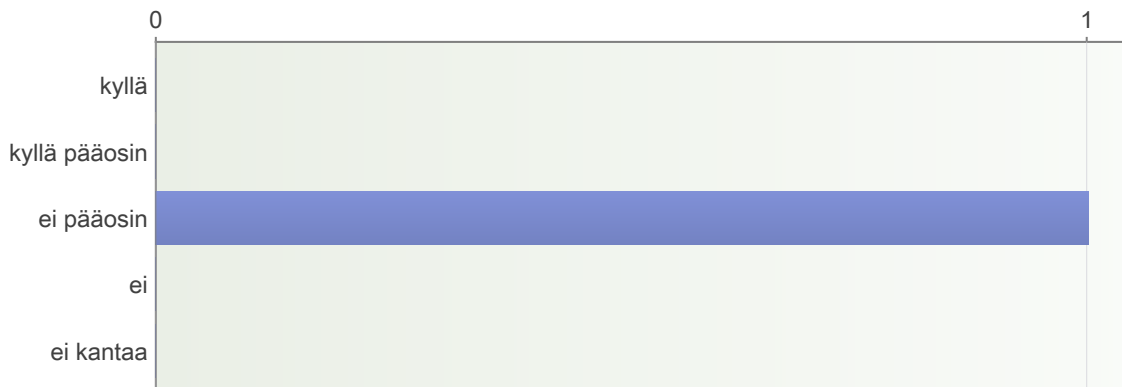 0 1
kyllä
kyllä pääosin
ei pääosin
ei
ei kantaa